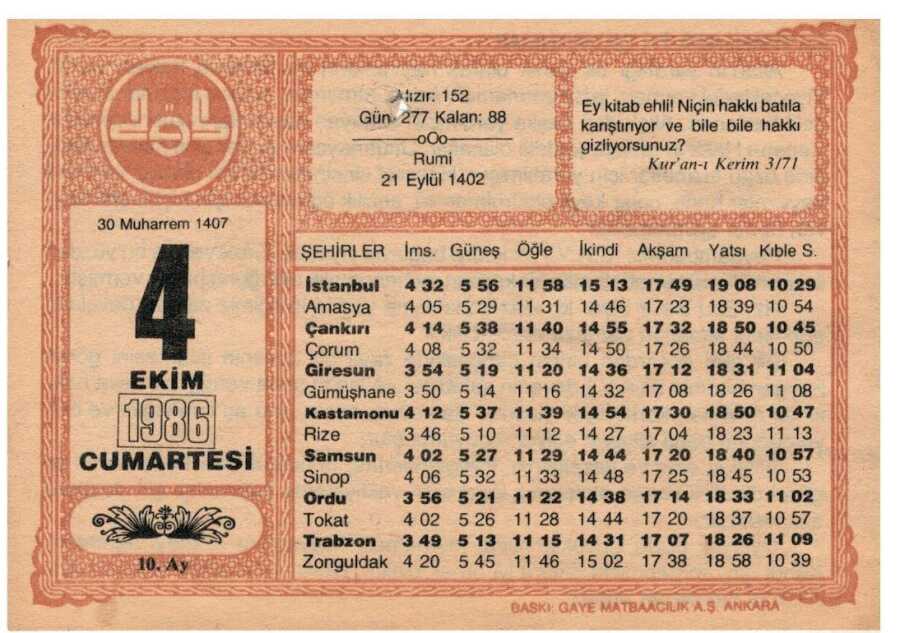 Hızır: 152
Gün: 277 Kalan: 88
oOo
Rumi
21 Eylül 1402
Ey kitab ehli! Niçin hakkı batıla
karıştırıyor ve bile bile hakkı
gizliyorsunuz?
Kur'an-ı Kerim 3/71
30 Muharrem 1407
4
EKİM
1986
CUMARTESİ
10. Ay
ŞEHİRLER İms. Güneş Öğle İkindi Akşam Yatsı Kıble S.
İstanbul 4 32 5 56 11 58 15 13 17 49 19 08 10 29
Amasya 4 05 5 29 11 31 14 46 17 23 18 39 10 54
Çankırı 4 14 5 38 11 40 14 55 17 32 18 50 10 45
Çorum 4 08 5 32 11 34 14 50 17 26 18 44 10 50
Giresun 3 54 5 19 11 20 14 36 17 12 18 31 11 04
Gümüşhane 3 50 5 14 11 16 14 32 17 08 18 26 11 08
Kastamonu 4 12 5 37 11 39 14 54 17 30 18 50 10 47
Rize 3 46 5 10 11 12 14 27 17 04 18 23 11 13
Samsun 4 02 5 27 11 29 14 44 17 20 18 40 10 57
Sinop 4 06 5 32 11 33 14 48 17 25 18 45 10 53
Ordu 3 56 5 21 11 22 14 38 17 14 18 33 11 02
Tokat 4 02 5 26 11 28 14 44 17 20 18 37 10 57
Trabzon 3 49 5 13 11 15 14 31 17 07 18 26 11 09
Zonguldak 4 20 5 45 11 46 15 02 17 38 18 58 10 39
BASKI: GAYE MATBAACILIK A.Ş. ANKARA